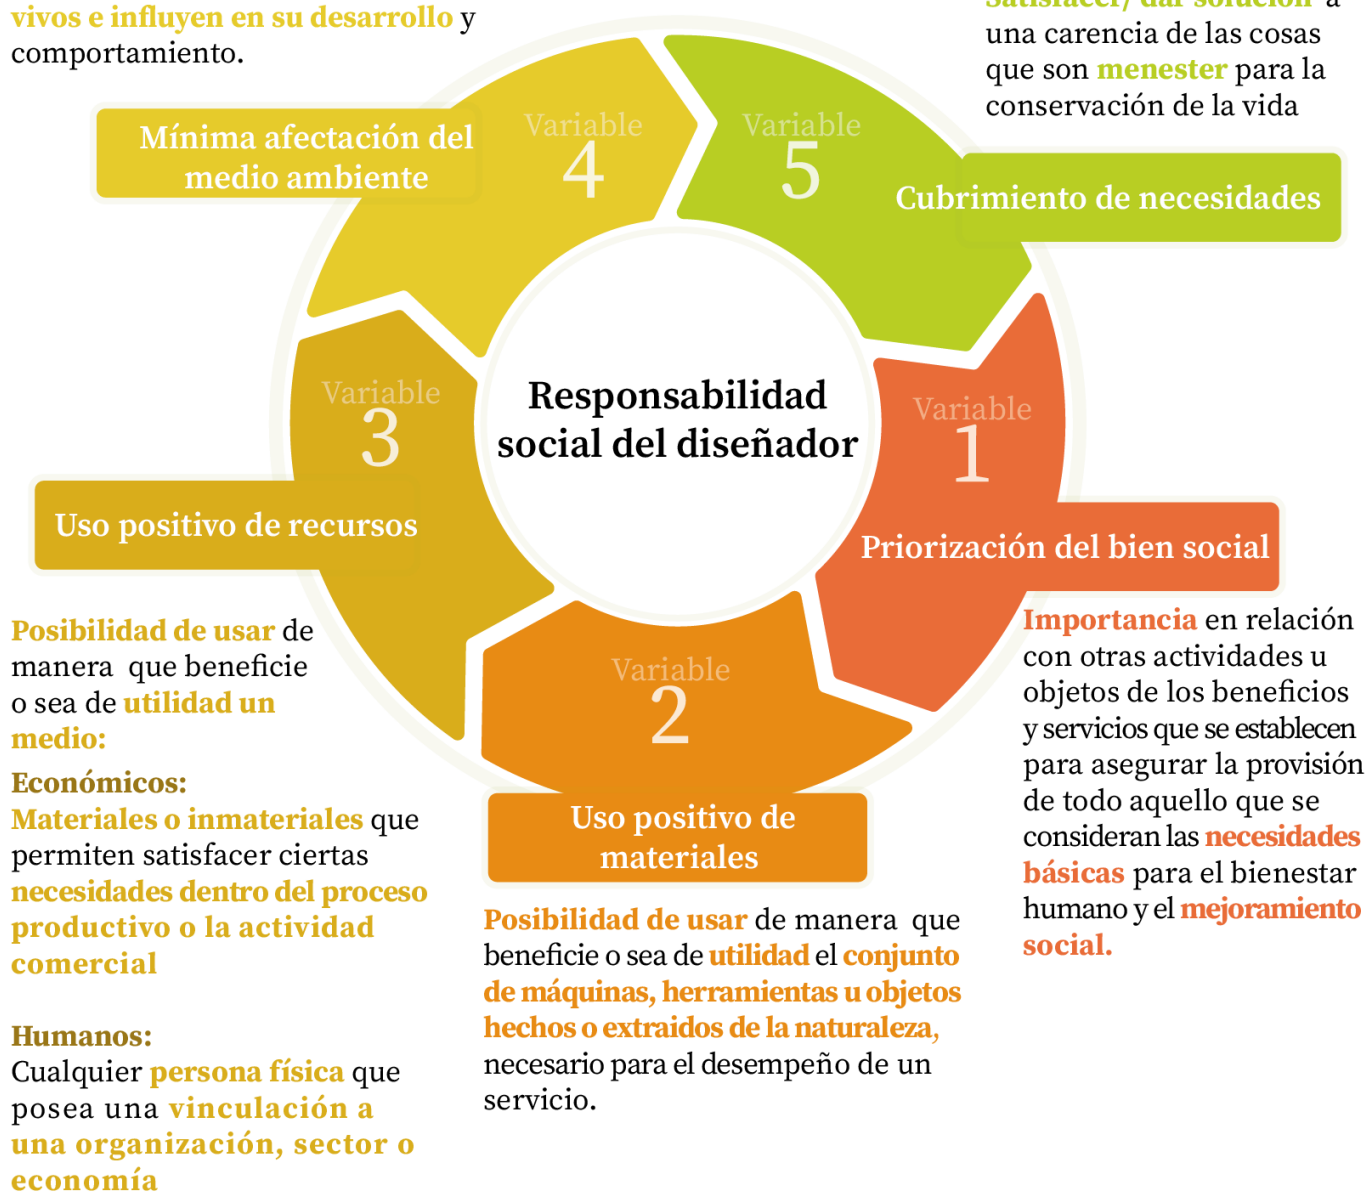 vivos e influyen en su desarrollo y
comportamiento.
Satisfacer/ dar solución a
una carencia de las cosas
que son menester para la
conservación de la vida
Mínima afectación del
medio ambiente
Variable
4
Variable
5
Cubrimiento de necesidades
Responsabilidad
social del diseñador
Variable
3
Uso positivo de recursos
Variable
1
Priorización del bien social
Variable
2
Uso positivo de
materiales
Posibilidad de usar de
manera que beneficie
o sea de utilidad un
medio:
Económicos:
Materiales o inmateriales que
permiten satisfacer ciertas
necesidades dentro del proceso
productivo o la actividad
comercial
Humanos:
Cualquier persona física que
posea una vinculación a
una organización, sector o
economía
Posibilidad de usar de manera que
beneficie o sea de utilidad el conjunto
de máquinas, herramientas u objetos
hechos o extraidos de la naturaleza,
necesario para el desempeño de un
servicio.
Importancia en relación
con otras actividades u
objetos de los beneficios
y servicios que se establecen
para asegurar la provisión
de todo aquello que se
consideran las necesidades
básicas para el bienestar
humano y el mejoramiento
social.